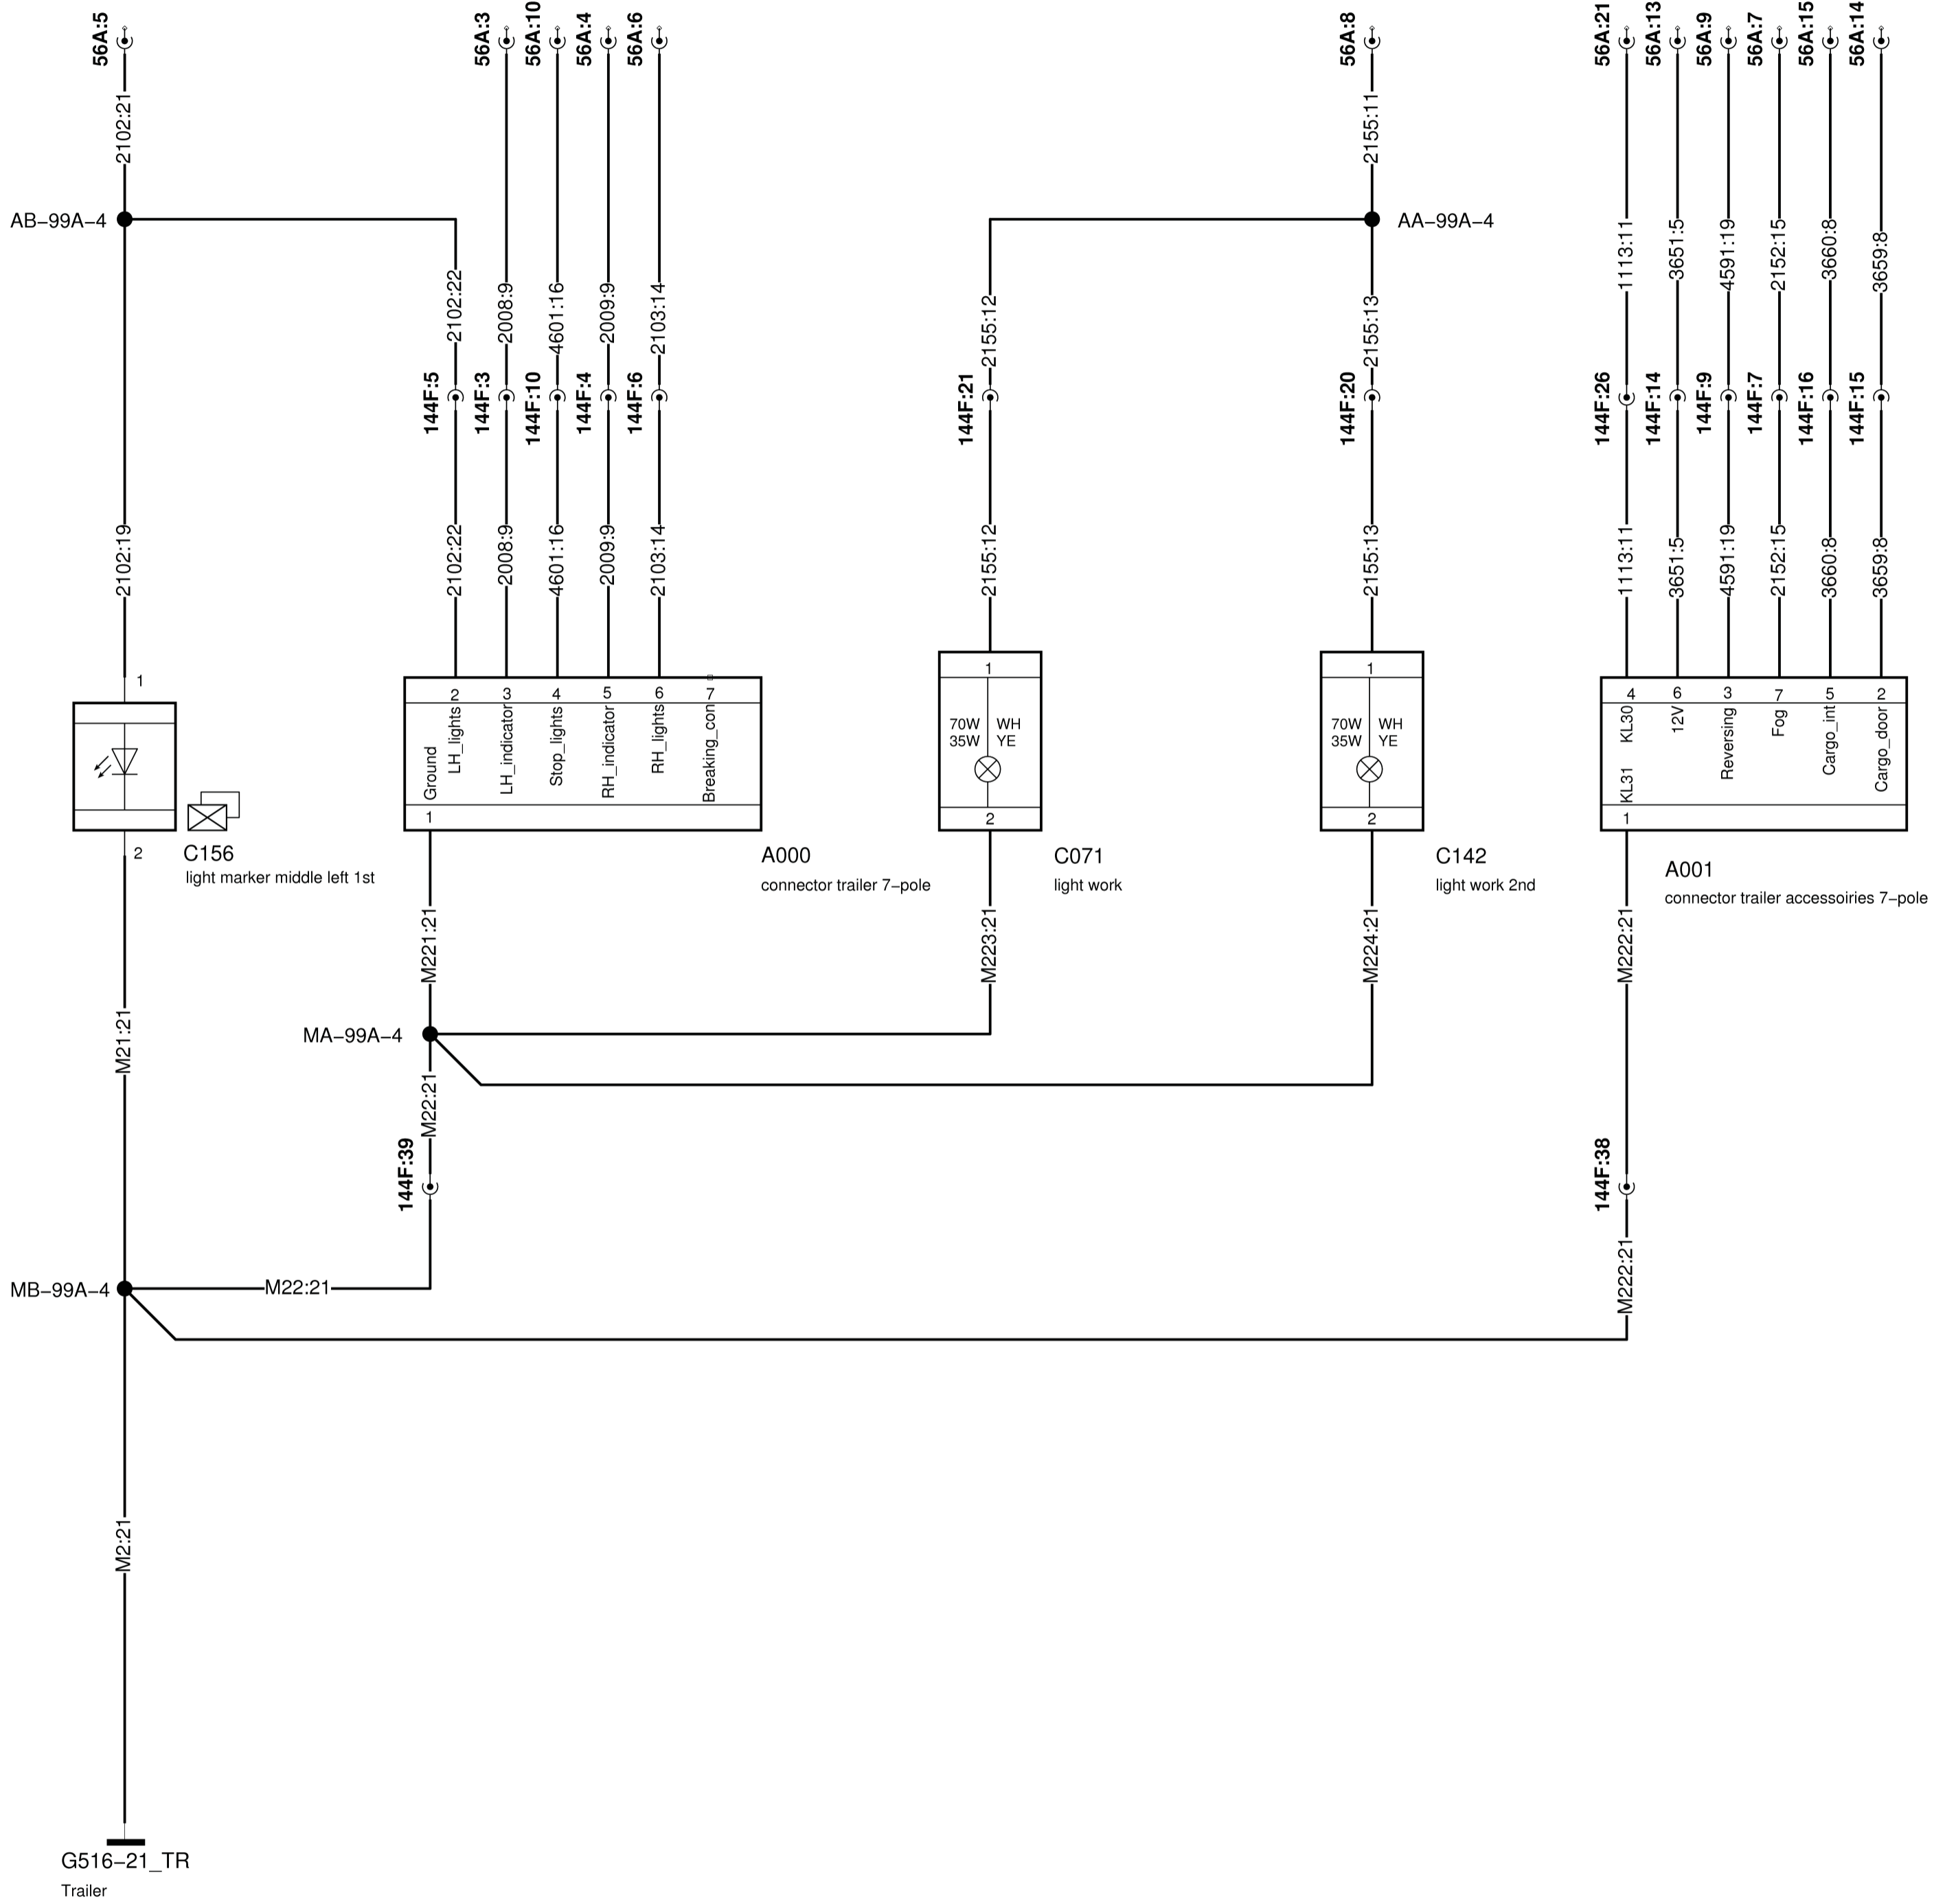 56A:5
56A:3
56A:10
56A:4
56A:6
56A:8
56A:21
56A:13
56A:9
56A:7
56A:15
56A:14
2102:21
2155:11
AB–99A–4
AA–99A–4
2102:22
2008:9
4601:16
2009:9
2103:14
2155:12
2155:13
1113:11
3651:5
4591:19
2152:15
3660:8
3659:8
144F:5
144F:3
144F:10
144F:4
144F:6
144F:21
144F:20
144F:26
144F:14
144F:9
144F:7
144F:16
144F:15
2102:19
2102:22
2008:9
4601:16
2009:9
2103:14
2155:12
2155:13
1113:11
3651:5
4591:19
2152:15
3660:8
3659:8
1
2
C156
light marker middle left 1st
2 3 4 5 6 7
Ground
LH_lights
LH_indicator
Stop_lights
RH_indicator
RH_lights
Breaking_con
1
A000
connector trailer 7–pole
1
70W WH
35W YE
2
C071
light work
1
70W WH
35W YE
2
C142
light work 2nd
4 6 3 7 5 2
KL30
KL31
12V
Reversing
Fog
Cargo_int
Cargo_door
1
A001
connector trailer accessoiries 7–pole
M221:21
M223:21
M224:21
M222:21
M21:21
MA–99A–4
M22:21
144F:39
144F:38
M222:21
MB–99A–4
M22:21
M2:21
G516–21_TR
Trailer